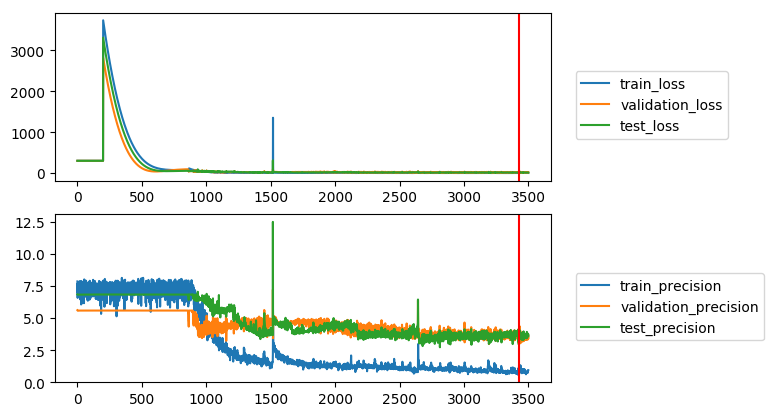 3000
2000
1000
0
0 500 1000 1500 2000 2500 3000 3500
train_loss
validation_loss
test_loss
12.5
10.0
7.5
5.0
2.5
0.0
0 500 1000 1500 2000 2500 3000 3500
train_precision
validation_precision
test_precision